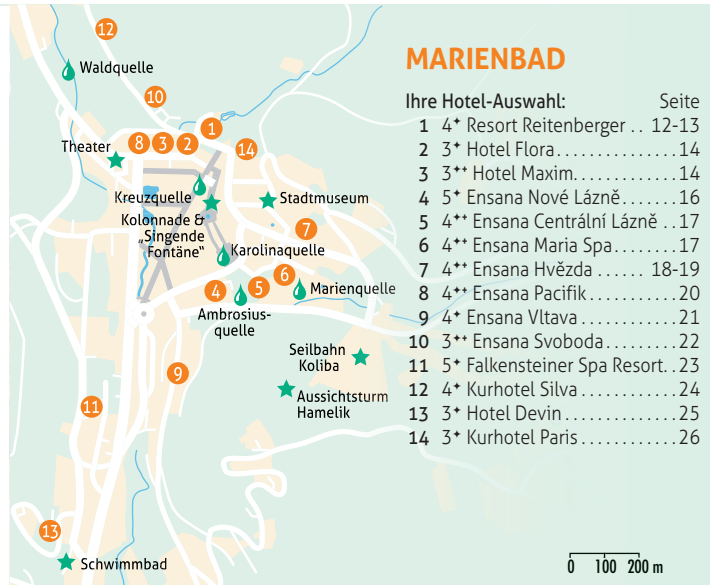 MARIENBAD
Ihre Hotel-Auswahl: Seite
1 4+ Resort Reitenberger .. 12-13
2 3+ Hotel Flora............... 14
3 3++ Hotel Maxim............. 14
4 5+ Ensana Nové Lázně....... 16
5 4++ Ensana Centrální Lázně .. 17
6 4++ Ensana Maria Spa........ 17
7 4++ Ensana Hvězda ...... 18-19
8 4++ Ensana Pacifik............ 20
9 4+ Ensana Vltava............. 21
10 3++ Ensana Svoboda.......... 22
11 5+ Falkensteiner Spa Resort.. 23
12 4+ Kurhotel Silva............. 24
13 3+ Hotel Devin............... 25
14 3+ Kurhotel Paris............ 26
12
Waldquelle
10
1
Theater
8
3
2
14
Kreuzquelle
Stadtmuseum
Kolonnade &
„Singende
Fontäne“
7
Karolinaquelle
6
4
5
Marienquelle
Ambrosius-
quelle
Seilbahn
Koliba
9
Aussichtsturm
Hamelik
11
13
Schwimmbad
0 100 200 m